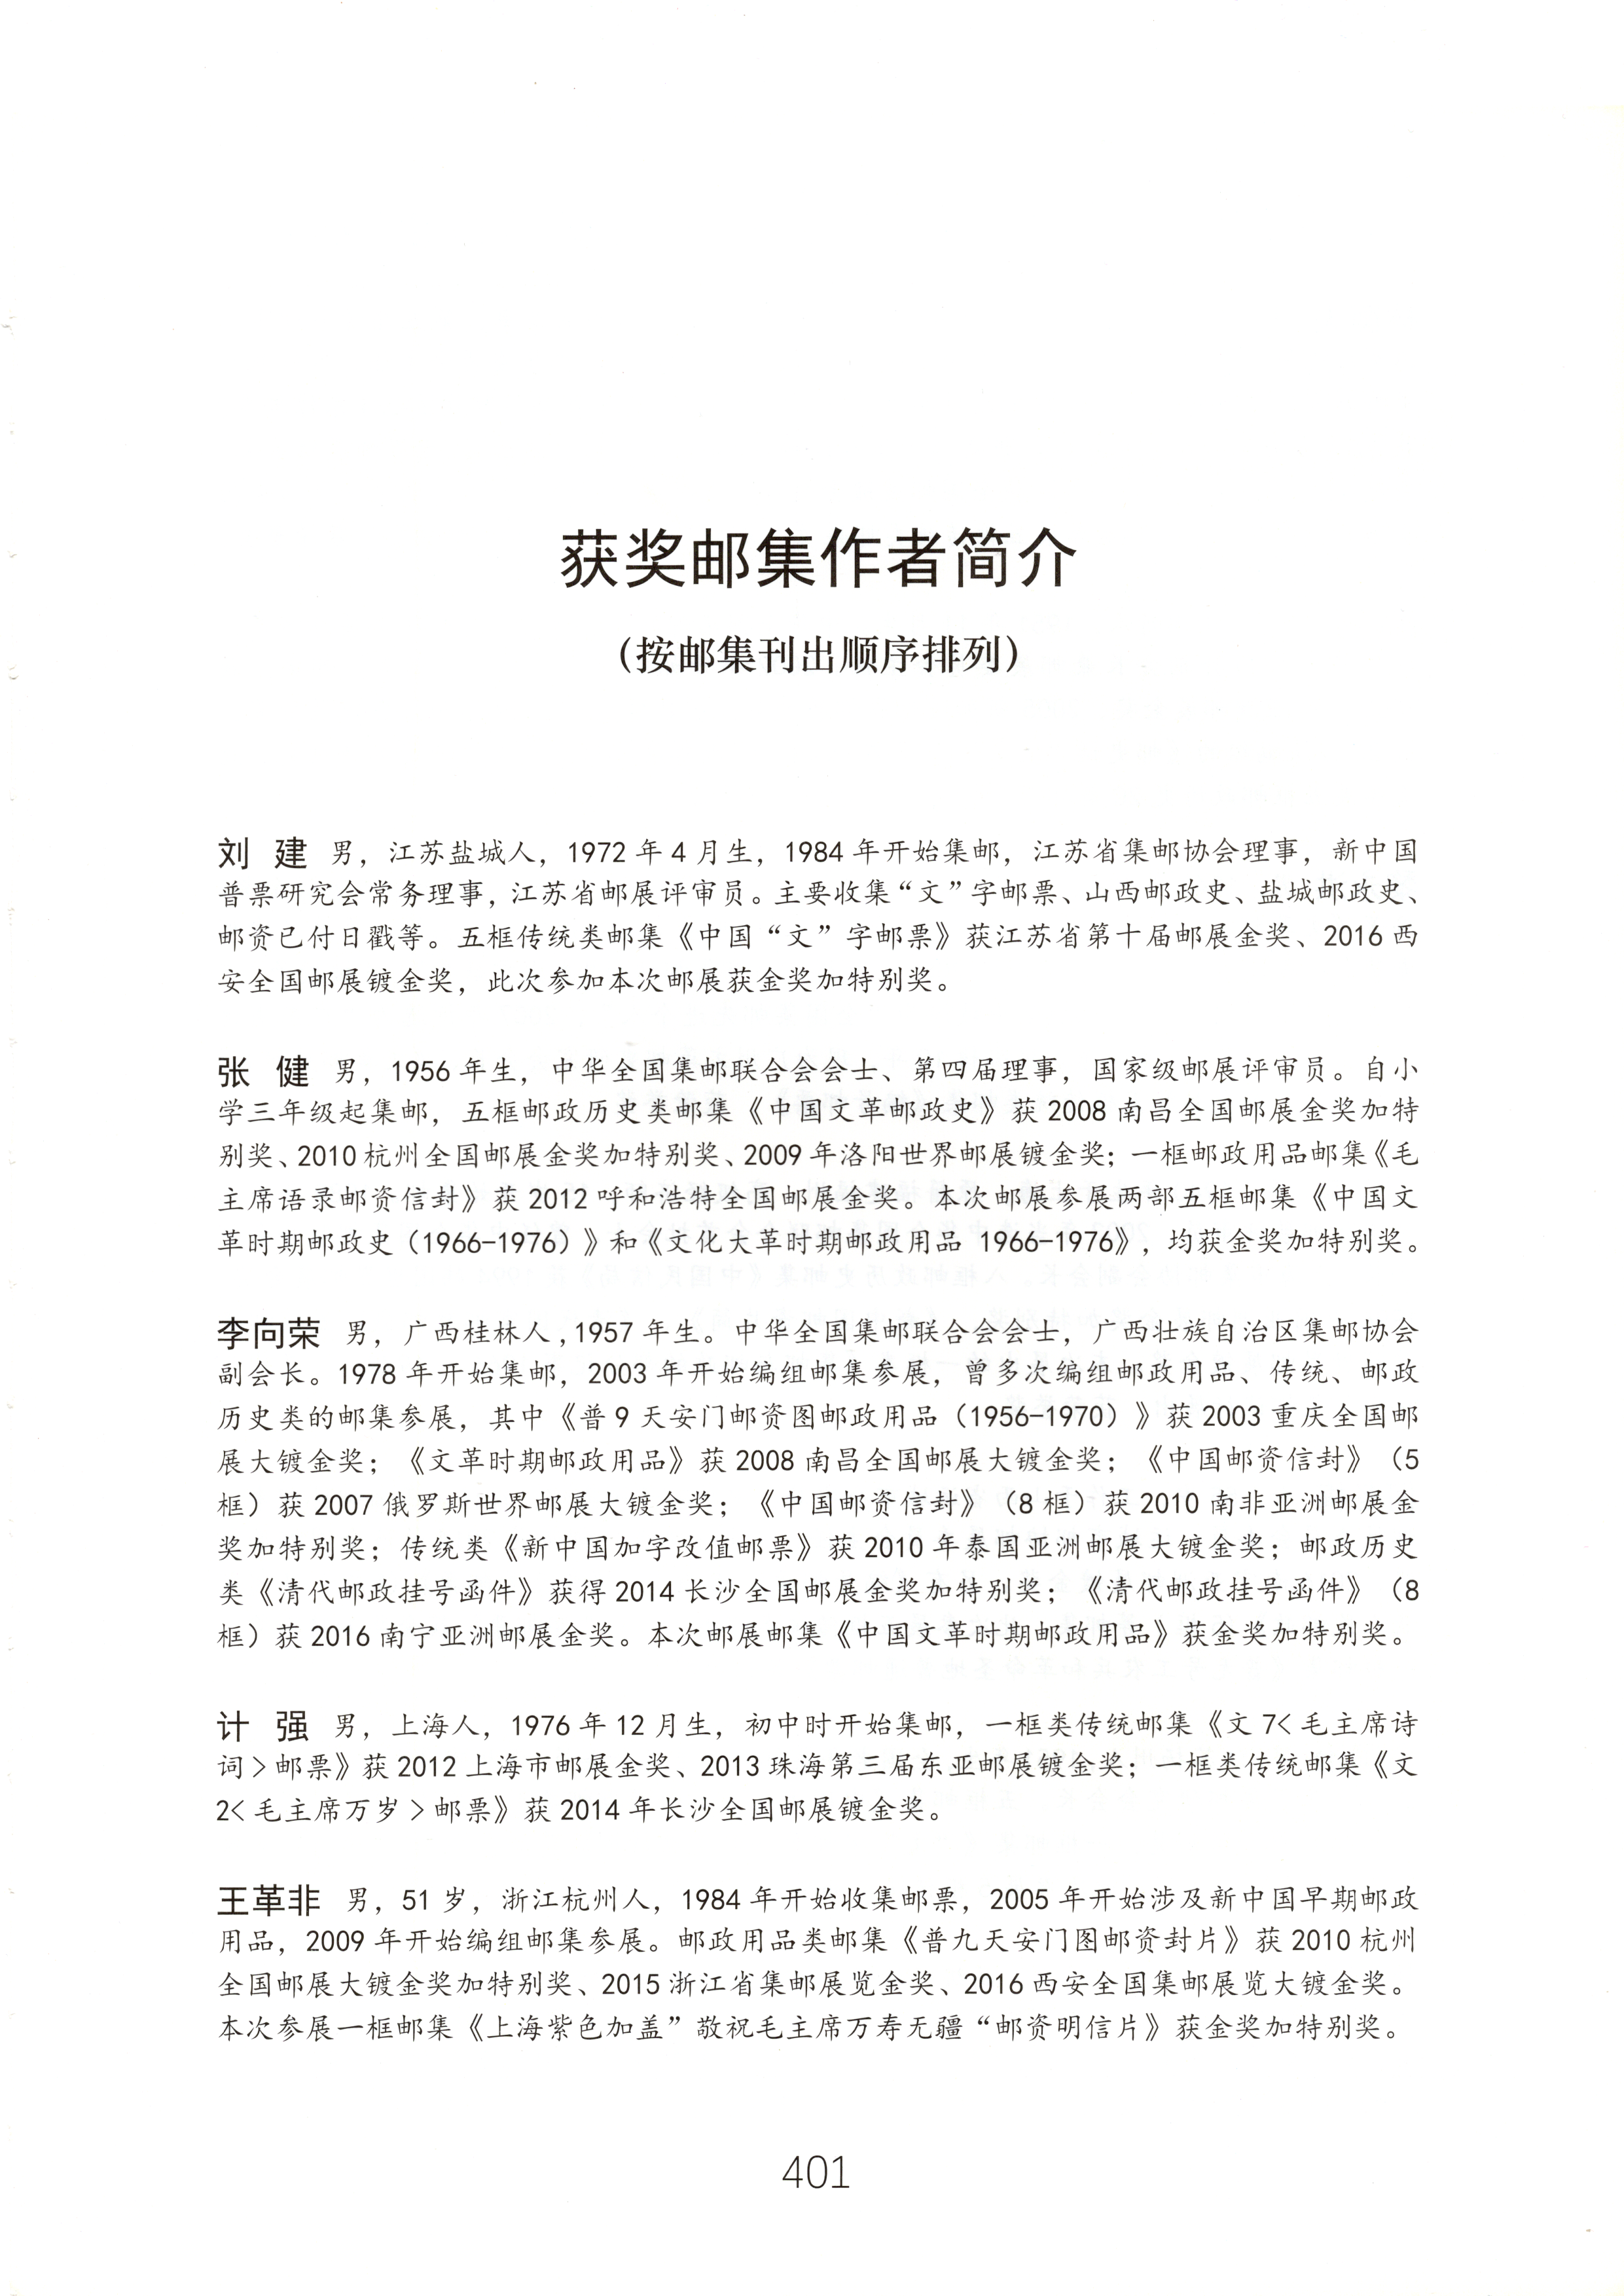 获奖邮集作者简介
（按邮集刊出顺序排列）
刘 建 男，江苏盐城人，1972 年 4 月生，1984 年开始集邮，江苏省集邮协会理事，新中国
普票研究会常务理事，江苏省邮展评审员。主要收集“文”字邮票、山西邮政史、盐城邮政史、
邮资已付日戳等。五框传统类邮集《中国“文”字邮票》获江苏省第十届邮展金奖、2016 西
安全国邮展镀金奖，此次参加本次邮展获金奖加特别奖。
张 健 男，1956 年生，中华全国集邮联合会会士、第四届理事，国家级邮展评审员。自小
学三年级起集邮，五框邮政历史类邮集《中国文革邮政史》获 2008 南昌全国邮展金奖加特
别奖、2010 杭州全国邮展金奖加特别奖、2009 年洛阳世界邮展镀金奖；一框邮政用品邮集《毛
主席语录邮资信封》获 2012 呼和浩特全国邮展金奖。本次邮展参展两部五框邮集《中国文
革时期邮政史（1966-1976）》和《文化大革时期邮政用品 1966-1976》，均获金奖加特别奖。
李向荣 男，广西桂林人，1957 年生。中华全国集邮联合会会士，广西壮族自治区集邮协会
副会长。1978 年开始集邮，2003 年开始编组邮集参展，曾多次编组邮政用品、传统、邮政
历史类的邮集参展，其中《普 9 天安门邮资图邮政用品（1956-1970）》获 2003 重庆全国邮
展大镀金奖；《文革时期邮政用品》获 2008 南昌全国邮展大镀金奖；《中国邮资信封》（5
框）获 2007 俄罗斯世界邮展大镀金奖；《中国邮资信封》（8 框）获 2010 南非亚洲邮展金
奖加特别奖；传统类《新中国加字改值邮票》获 2010 年泰国亚洲邮展大镀金奖；邮政历史
类《清代邮政挂号函件》获得 2014 长沙全国邮展金奖加特别奖；《清代邮政挂号函件》（8
框）获 2016 南宁亚洲邮展金奖。本次邮展邮集《中国文革时期邮政用品》获金奖加特别奖。
计 强 男，上海人，1976 年 12 月生，初中时开始集邮，一框类传统邮集《文 7< 毛主席诗
词 > 邮票》获 2012 上海市邮展金奖、2013 珠海第三届东亚邮展镀金奖；一框类传统邮集《文
2< 毛主席万岁 > 邮票》获 2014 年长沙全国邮展镀金奖。
王革非 男，51 岁，浙江杭州人，1984 年开始收集邮票，2005 年开始涉及新中国早期邮政
用品，2009 年开始编组邮集参展。邮政用品类邮集《普九天安门图邮资封片》获 2010 杭州
全国邮展大镀金奖加特别奖、2015 浙江省集邮展览金奖、2016 西安全国集邮展览大镀金奖。
本次参展一框邮集《上海紫色加盖”敬祝毛主席万寿无疆“邮资明信片》获金奖加特别奖。
401